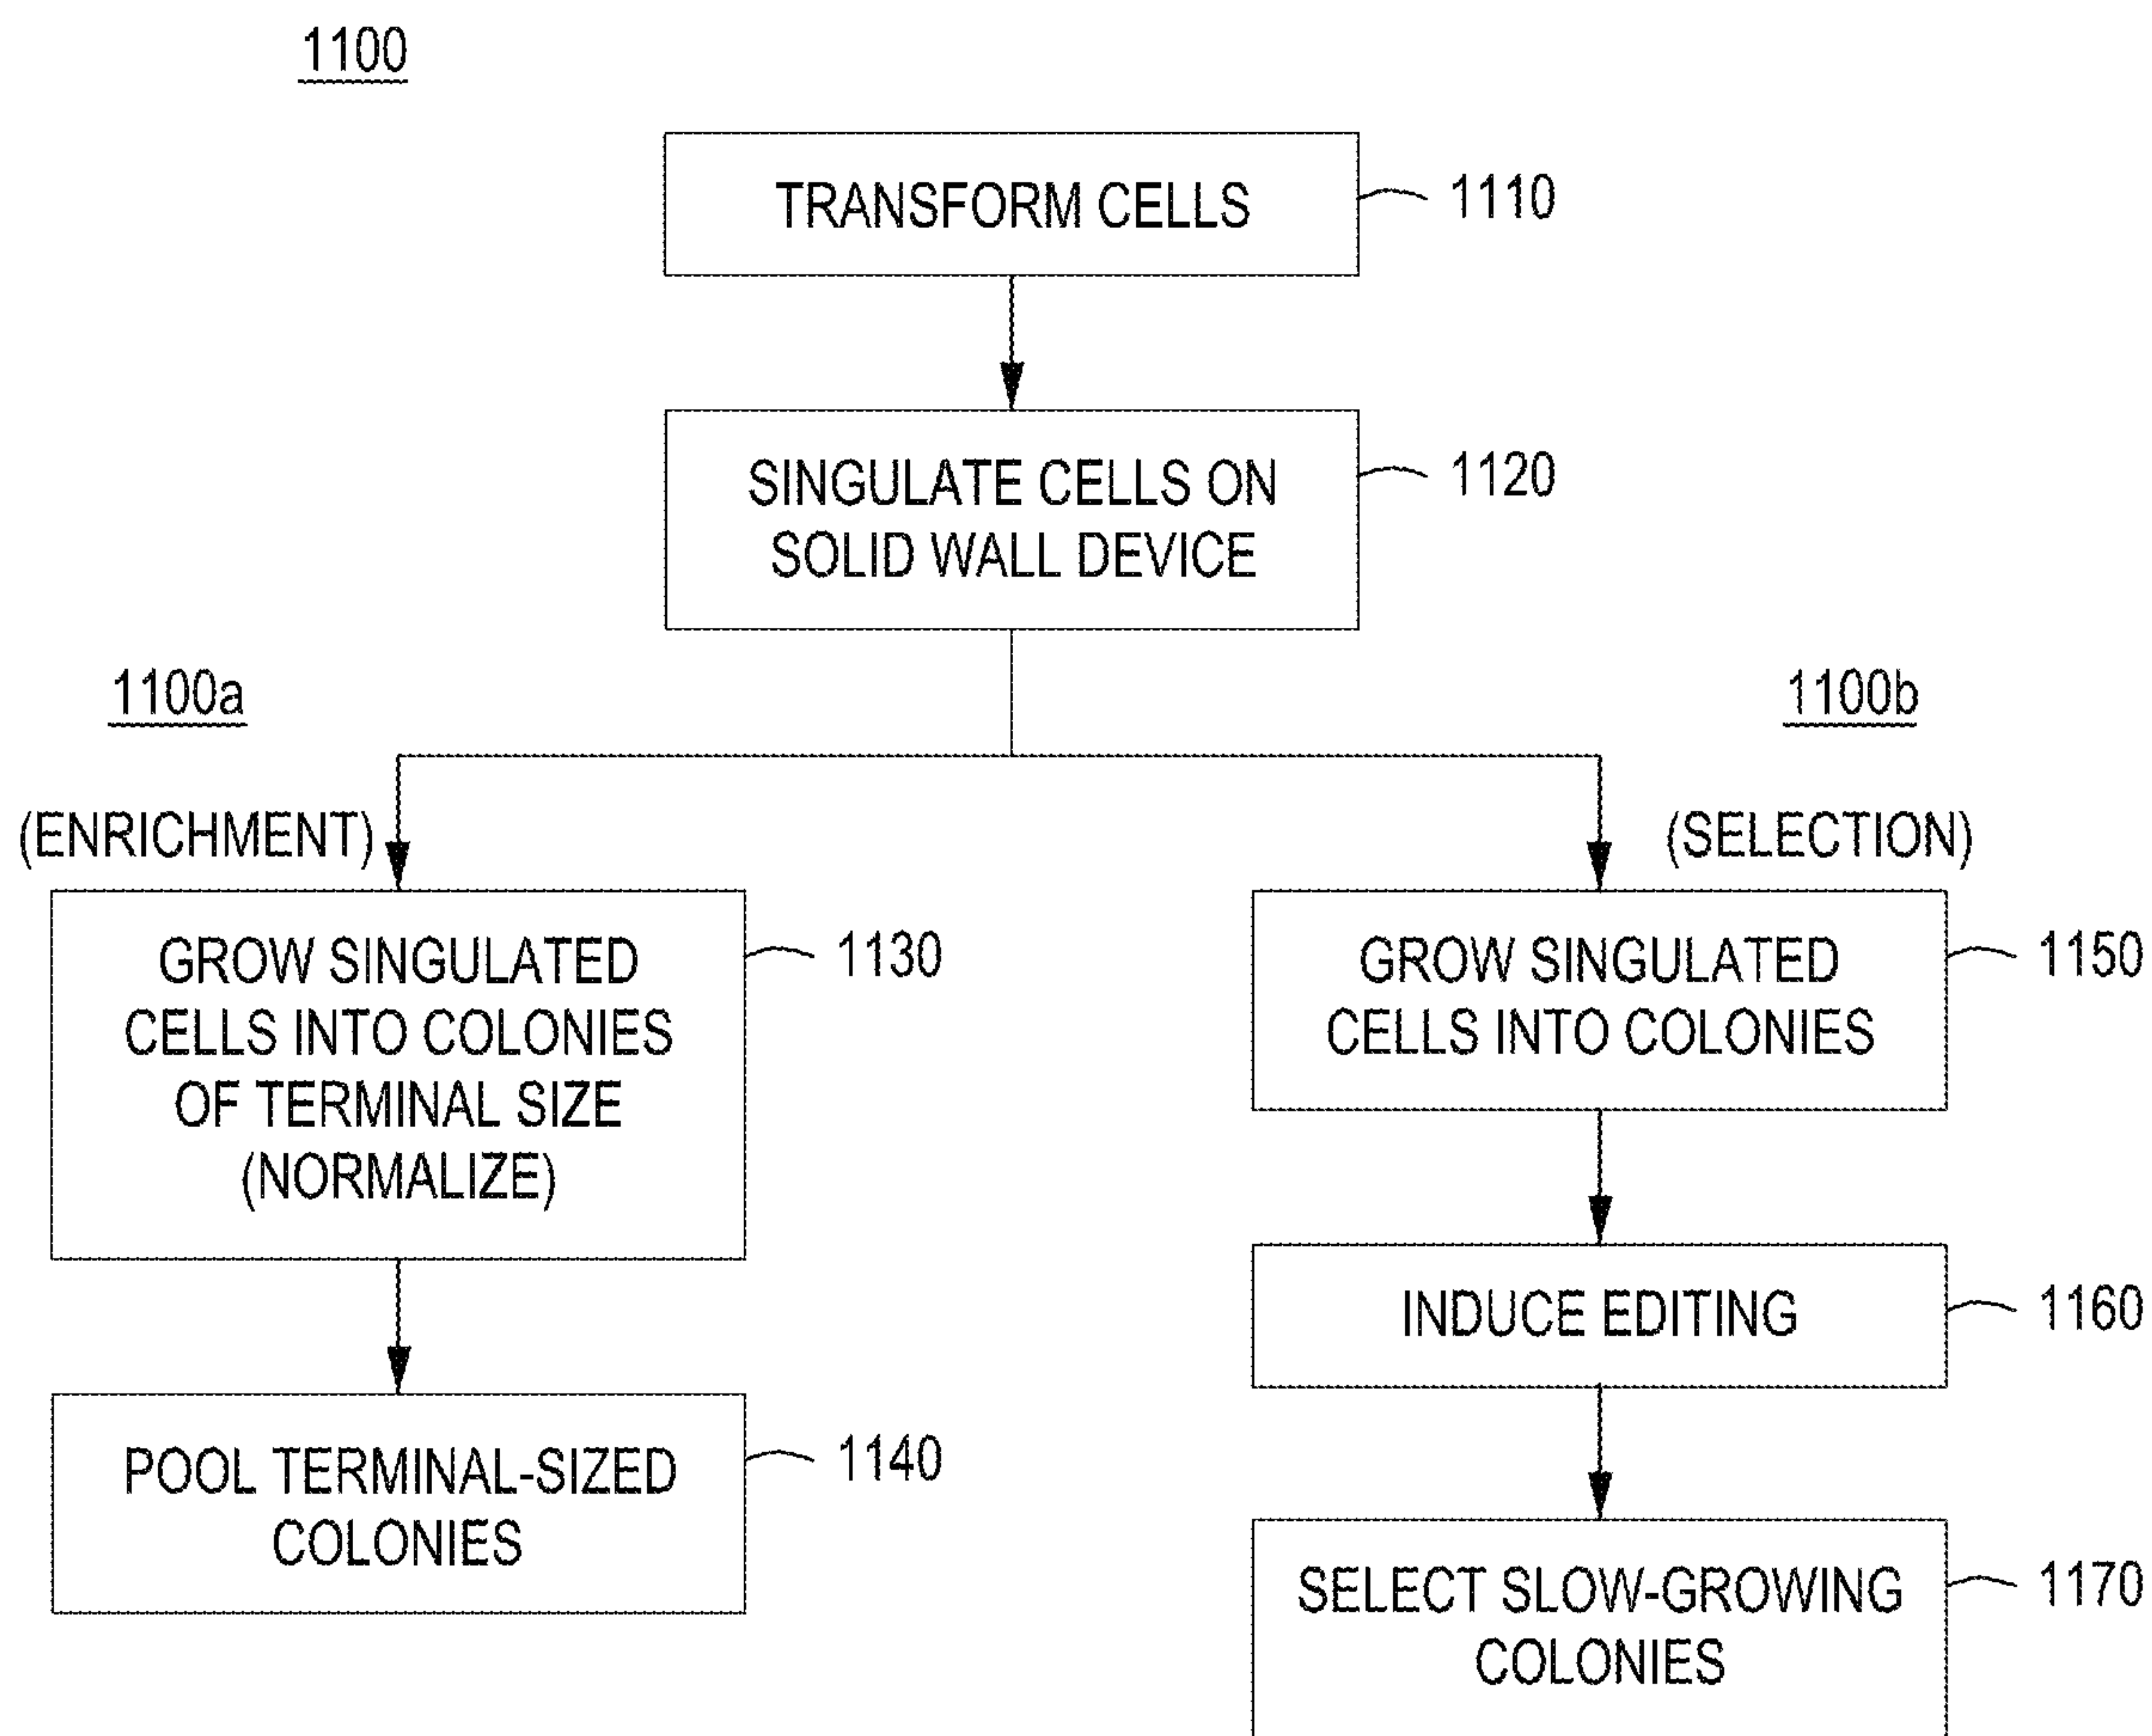 1100
TRANSFORM CELLS
1110
SINGULATE CELLS ON
SOLID WALL DEVICE
1120
1100a
1100b
(ENRICHMENT)
(SELECTION)
GROW SINGULATED
CELLS INTO COLONIES
OF TERMINAL SIZE
(NORMALIZE)
1130
GROW SINGULATED
CELLS INTO COLONIES
1150
INDUCE EDITING
1160
POOL TERMINAL-SIZED
COLONIES
1140
SELECT SLOW-GROWING
COLONIES
1170